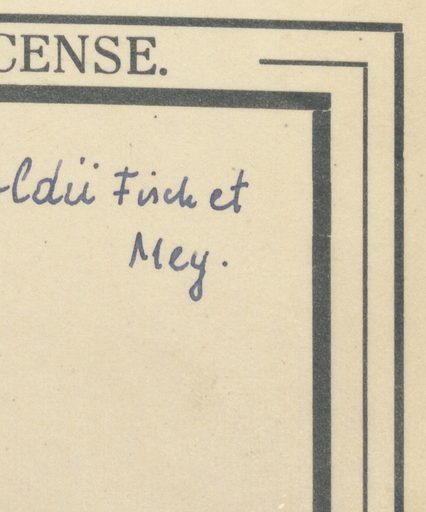 CENSE.
ldii Fisch et
Mey.